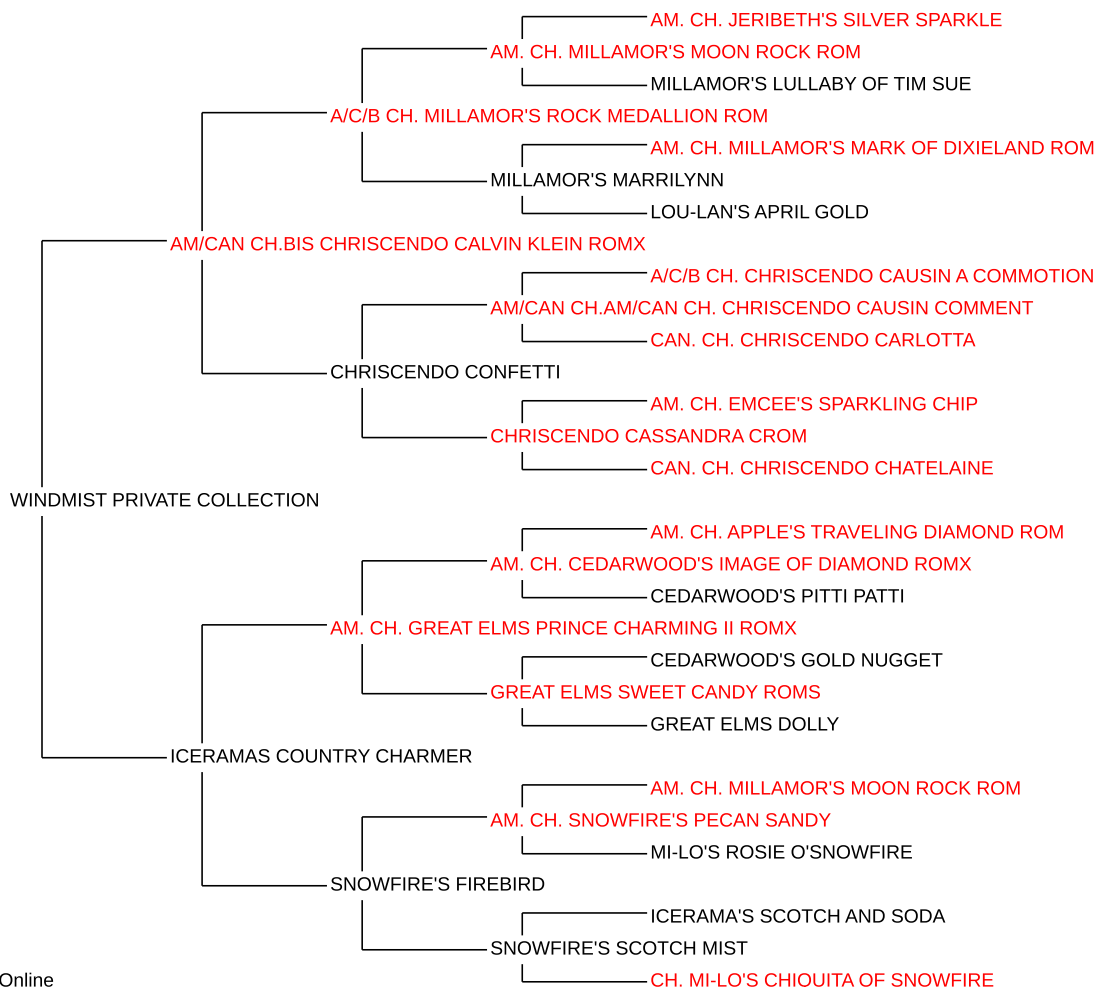 AM. CH. JERIBETH'S SILVER SPARKLE
AM. CH. MILLAMOR'S MOON ROCK ROM
MILLAMOR'S LULLABY OF TIM SUE
A/C/B CH. MILLAMOR'S ROCK MEDALLION ROM
AM. CH. MILLAMOR'S MARK OF DIXIELAND ROM
MILLAMOR'S MARRILYNN
LOU-LAN'S APRIL GOLD
AM/CAN CH.BIS CHRISCENDO CALVIN KLEIN ROMX
A/C/B CH. CHRISCENDO CAUSIN A COMMOTION
AM/CAN CH.AM/CAN CH. CHRISCENDO CAUSIN COMMENT
CAN. CH. CHRISCENDO CARLOTTA
CHRISCENDO CONFETTI
AM. CH. EMCEE'S SPARKLING CHIP
CHRISCENDO CASSANDRA CROM
CAN. CH. CHRISCENDO CHATELAINE
WINDMIST PRIVATE COLLECTION
AM. CH. APPLE'S TRAVELING DIAMOND ROM
AM. CH. CEDARWOOD'S IMAGE OF DIAMOND ROMX
CEDARWOOD'S PITTI PATTI
AM. CH. GREAT ELMS PRINCE CHARMING II ROMX
CEDARWOOD'S GOLD NUGGET
GREAT ELMS SWEET CANDY ROMS
GREAT ELMS DOLLY
ICERAMAS COUNTRY CHARMER
AM. CH. MILLAMOR'S MOON ROCK ROM
AM. CH. SNOWFIRE'S PECAN SANDY
MI-LO'S ROSIE O'SNOWFIRE
SNOWFIRE'S FIREBIRD
ICERAMA'S SCOTCH AND SODA
SNOWFIRE'S SCOTCH MIST
CH. MI-LO'S CHIOUITA OF SNOWFIRE
Online